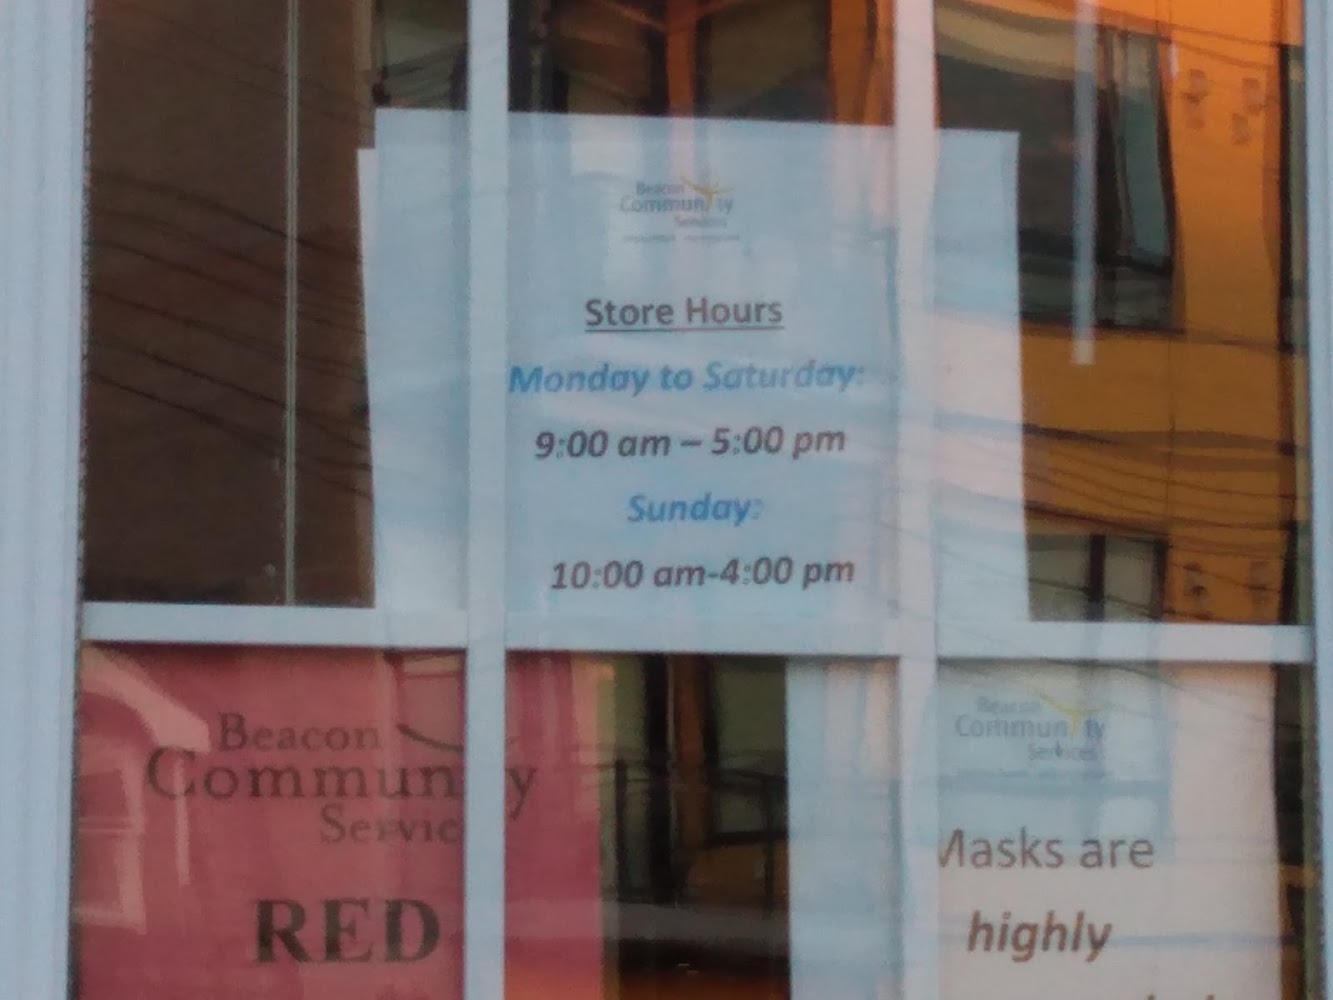 Beacon
Community
Services
Store Hours
Monday to Saturday:
9:00 am – 5:00 pm
Sunday:
10:00 am-4:00 pm
Beacon
Commun y
Servic
RED
Beacon
Community
Services
Masks are
highly